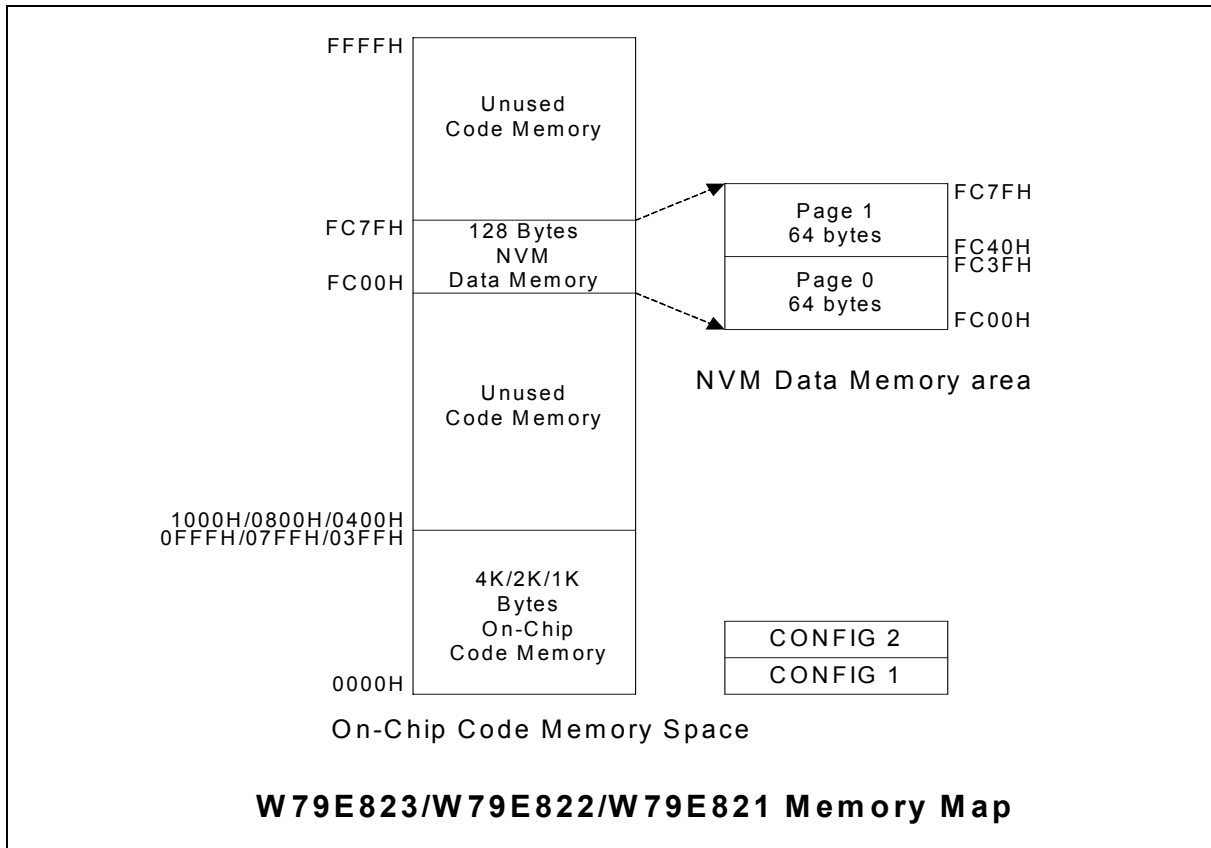 FFFFH
Unused
Code Memory
FC7FH
128 Bytes
NVM
Data Memory
FC00H
Unused
Code Memory
1000H/0800H/0400H
0FFFH/07FFH/03FFH
4K/2K/1K
Bytes
On-Chip
Code Memory
0000H
On-Chip Code Memory Space
FC7FH
Page 1
64 bytes
FC40H
FC3FH
Page 0
64 bytes
FC00H
NVM Data Memory area
CONFIG 2
CONFIG 1
W79E823/W79E822/W79E821 Memory Map